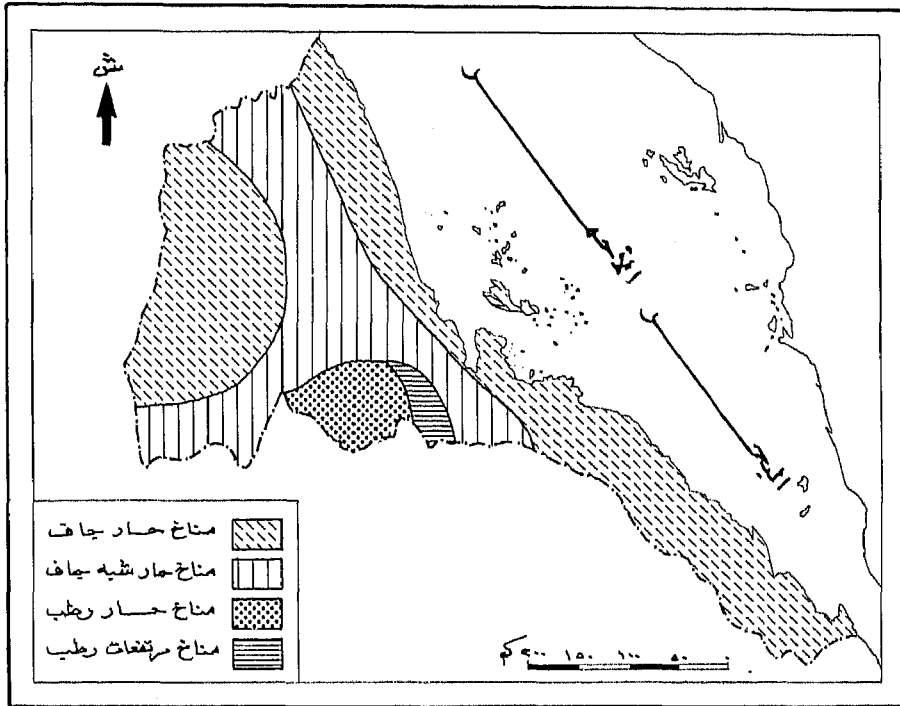 ش
البحر
الاحمر
مناخ حار جاف
مناخ حار شبه جاف
مناخ حار رطب
مناخ مرتفعات رطب
٢٠٠ كم ١٥٠ ١٠٠ ٥٠